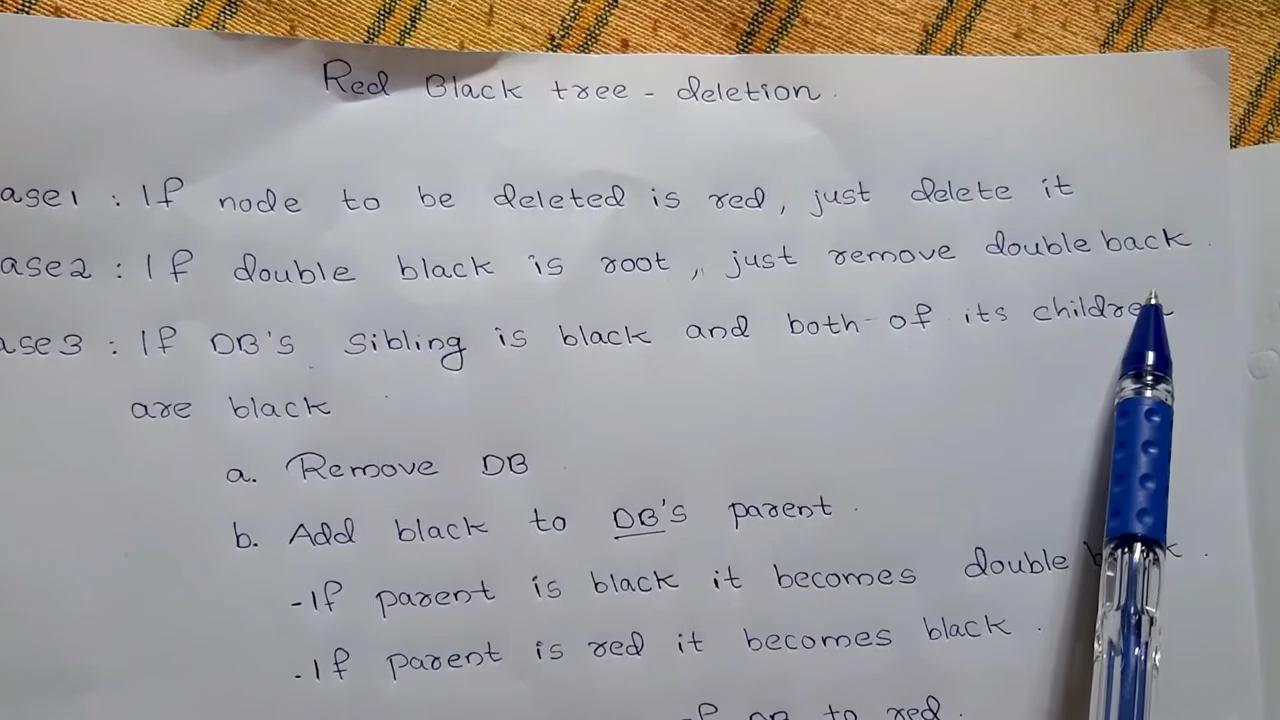 Red Black tree - deletion.
ase1 : If node to be deleted is red, just delete it
ase2 : If double black is root, just remove double back.
ase3 : If DB's sibling is black and both of its children
are black
a. Remove DB
b. Add black to DB's parent.
-If parent is black it becomes double
-If parent is red it becomes black.
to red.